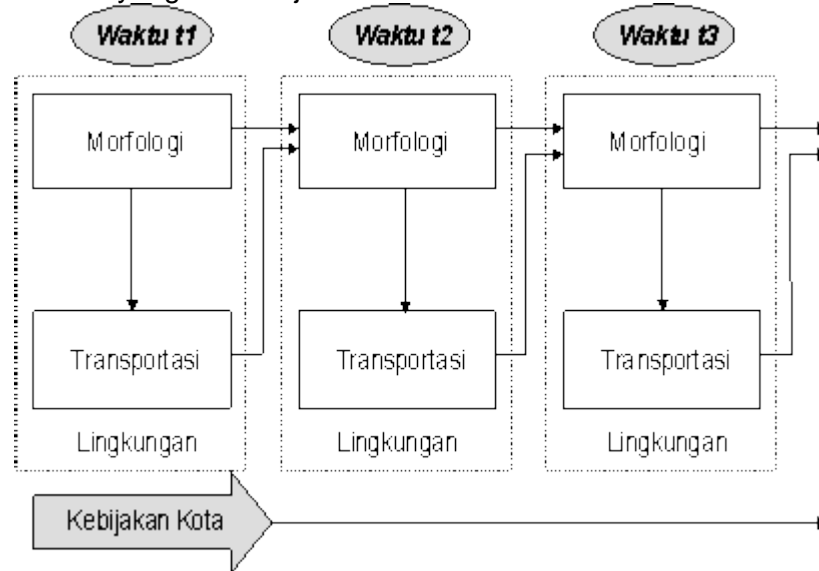 Waktu t1
Waktu t2
Waktu t3
Morfologi
Morfologi
Morfologi
Transportasi
Transportasi
Transportasi
Lingkungan
Lingkungan
Lingkungan
Kebijakan Kota